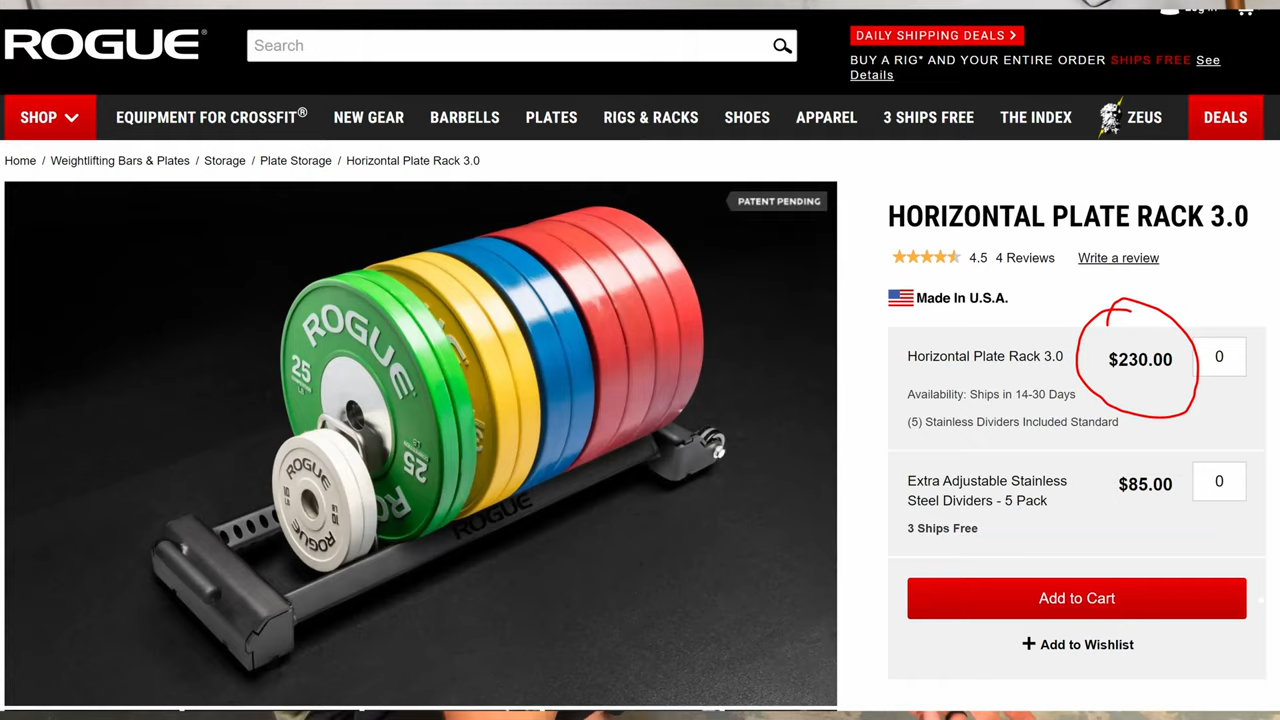 Log in
ROGUE®
Search
DAILY SHIPPING DEALS >
BUY A RIG* AND YOUR ENTIRE ORDER SHIPS FREE See
Details
SHOP
EQUIPMENT FOR CROSSFIT®
NEW GEAR
BARBELLS
PLATES
RIGS & RACKS
SHOES
APPAREL
3 SHIPS FREE
THE INDEX
ZEUS
DEALS
Home / Weightlifting Bars & Plates / Storage / Plate Storage / Horizontal Plate Rack 3.0
PATENT PENDING
ROGUE
25
25
ROGUE
ROGUE
ROGUE
HORIZONTAL PLATE RACK 3.0
4.5 4 Reviews Write a review
Made In U.S.A.
Horizontal Plate Rack 3.0 $230.00 0
Availability: Ships in 14-30 Days
(5) Stainless Dividers Included Standard
Extra Adjustable Stainless
Steel Dividers - 5 Pack
$85.00 0
3 Ships Free
Add to Cart
+ Add to Wishlist